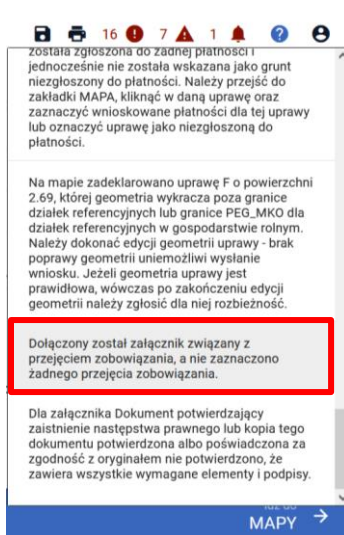 16 7 1
została zgłoszona do żadnej płatności i
jednocześnie nie została wskazana jako grunt
niezgłoszony do płatności. Należy przejść do
zakładki MAPA, kliknąć w daną uprawę oraz
zaznaczyć wnioskowane płatności dla tej uprawy
lub oznaczyć uprawę jako niezgłoszoną do
płatności.
Na mapie zadeklarowano uprawę F o powierzchni
2.69, której geometria wykracza poza granice
działek referencyjnych lub granice PEG_MKO dla
działek referencyjnych w gospodarstwie rolnym.
Należy dokonać edycji geometrii uprawy - brak
poprawy geometrii uniemożliwi wysłanie
wniosku. Jeżeli geometria uprawy jest
prawidłowa, wówczas po zakończeniu edycji
geometrii należy zgłosić dla niej rozbieżność.
Dołączony został załącznik związany z
przejęciem zobowiązania, a nie zaznaczono
żadnego przejęcia zobowiązania.
Dla załącznika Dokument potwierdzający
zaistnienie następstwa prawnego lub kopia tego
dokumentu potwierdzona albo poświadczona za
zgodność z oryginałem nie potwierdzono, że
zawiera wszystkie wymagane elementy i podpisy.
MAPY